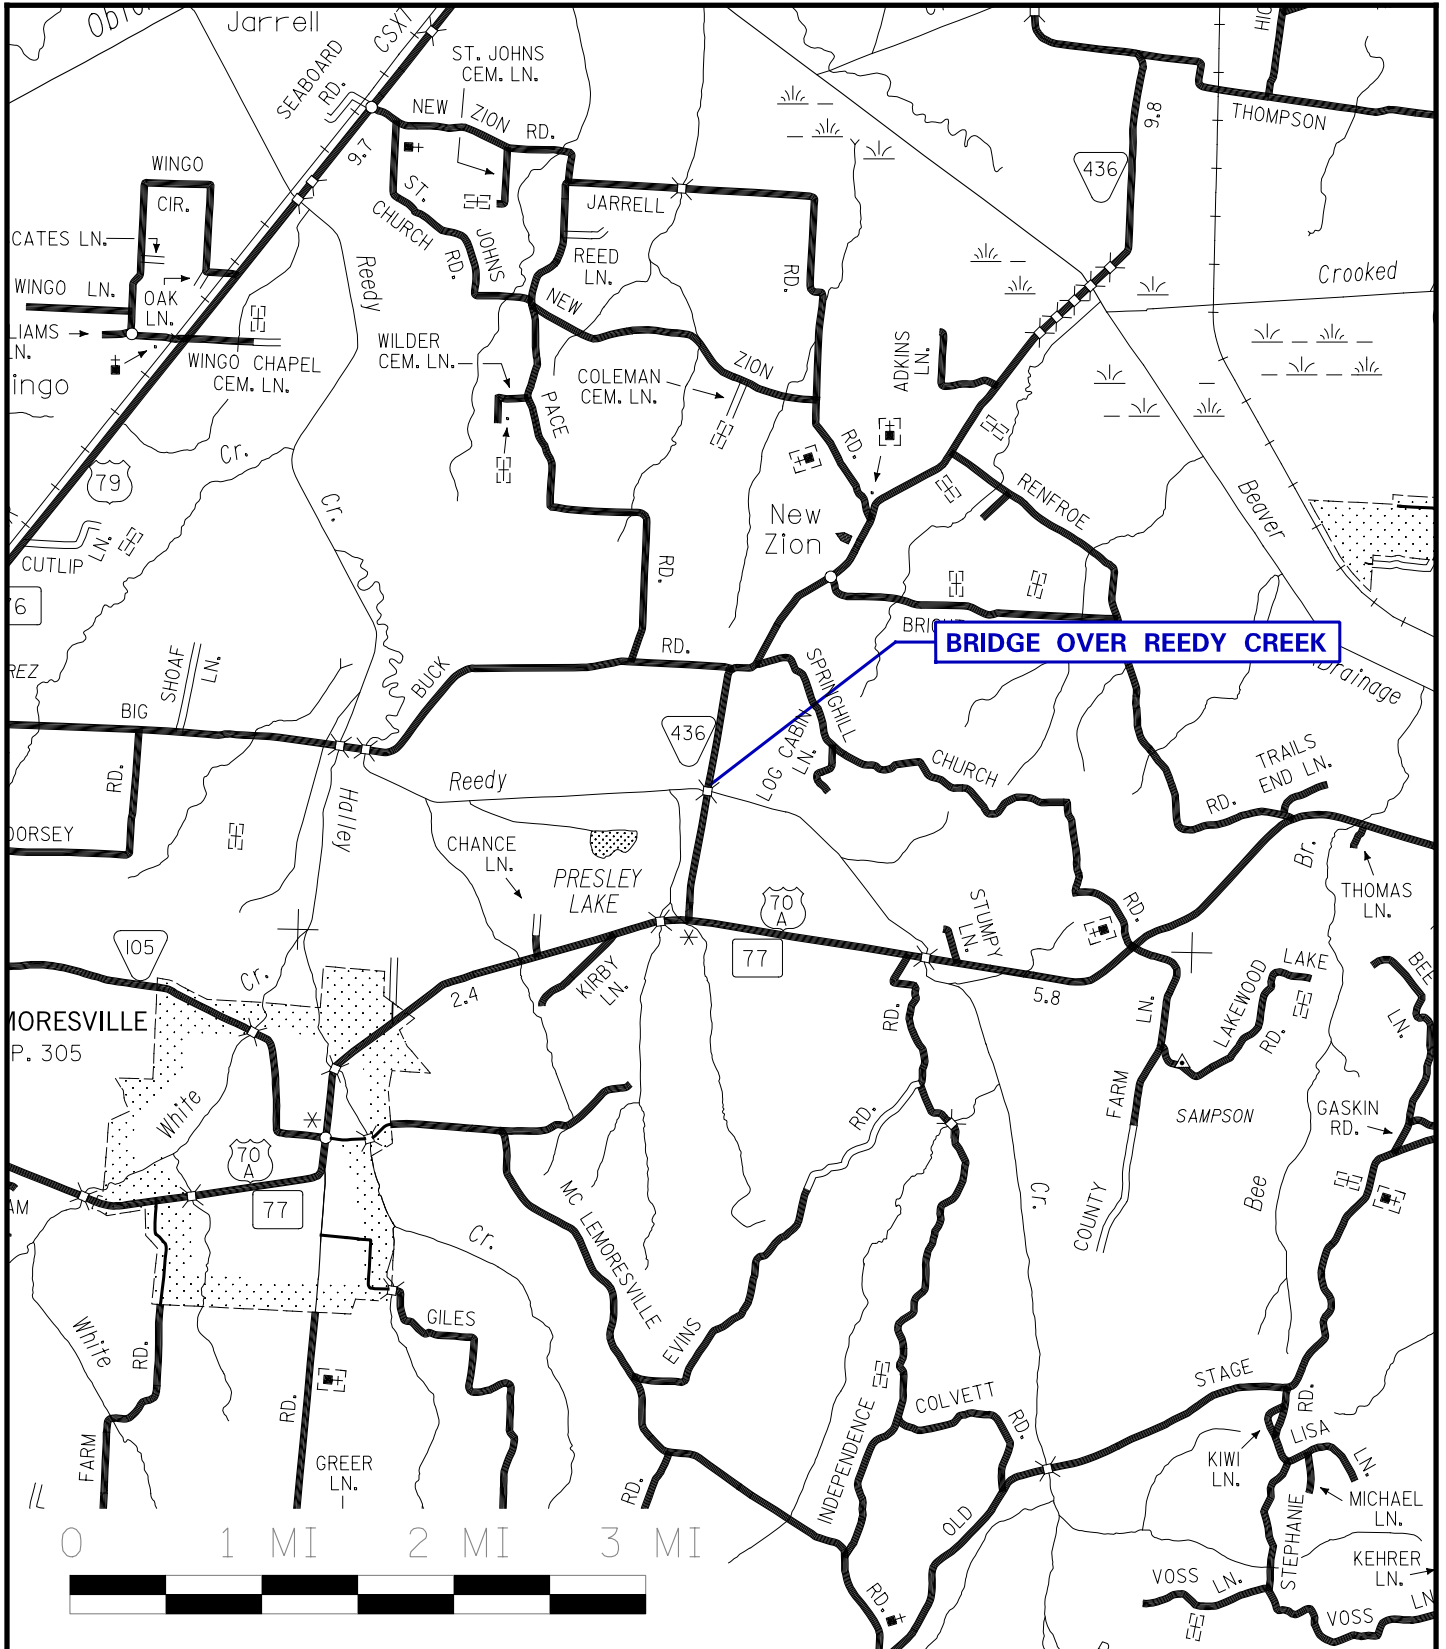 Jarrell
CSXT
SEABOARD
RD.
ST. JOHNS
CEM. LN.
NEW
ZION
RD.
9.7
WINGO
CIR.
CATES LN.
WINGO LN.
OAK
LN.
LIAMS
LN.
ingo
WINGO CHAPEL
CEM. LN.
ST.
JOHNS
CHURCH
RD.
Reedy
Cr.
JARRELL
RD.
REED
LN.
NEW
ZION
WILDER
CEM. LN.
COLEMAN
CEM. LN.
PACE
RD.
ADKINS
LN.
RD.
436
9.8
THOMPSON
Crooked
79
Cr.
CUTLIP
LN.
76
REZ
New
Zion
RENFROE
Beaver
BRIDGE OVER REEDY CREEK
Drainage
SHOAF
LN.
BIG
BUCK
RD.
436
SPRINGHILL
LOG CABIN
LN.
CHURCH
RD.
TRAILS
END LN.
RD.
DORSEY
RD.
Halley
Reedy
CHANCE
LN.
PRESLEY
LAKE
70
A
77
STUMPY
LN.
Br.
THOMAS
LN.
105
Cr.
2.4
KIRBY
LN.
5.8
RD.
LN.
LAKEWOOD
LAKE
RD.
BEE
LN.
MORESVILLE
P. 305
White
70
A
77
AM
RD.
FARM
COUNTY
SAMPSON
GASKIN
RD.
Bee
Cr.
MC LEMORESVILLE
EVINS
Cr.
White
RD.
GILES
FARM
RD.
GREER
LN.
RD.
INDEPENDENCE
COLVETT
RD.
STAGE
RD.
LISA
LN.
KIWI
LN.
MICHAEL
LN.
OLD
RD.
STEPHANIE
KEHRER
LN.
VOSS
LN.
VOSS
LN
0 1 MI 2 MI 3 MI